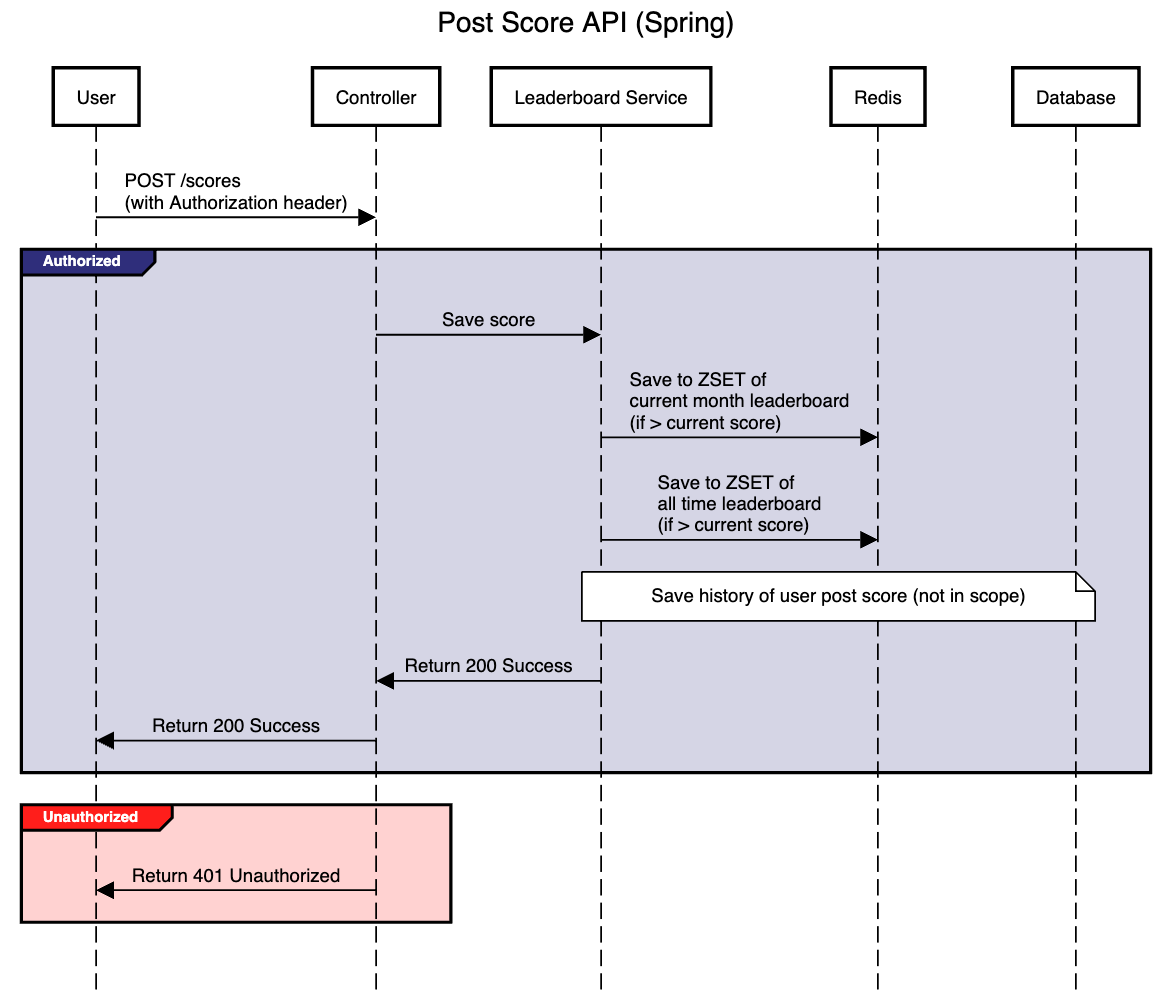 Post Score API (Spring)
User
Controller
Leaderboard Service
Redis
Database
POST /scores
(with Authorization header)
Authorized
Save score
Save to ZSET of
current month leaderboard
(if > current score)
Save to ZSET of
all time leaderboard
(if > current score)
Save history of user post score (not in scope)
Return 200 Success
Return 200 Success
Unauthorized
Return 401 Unauthorized